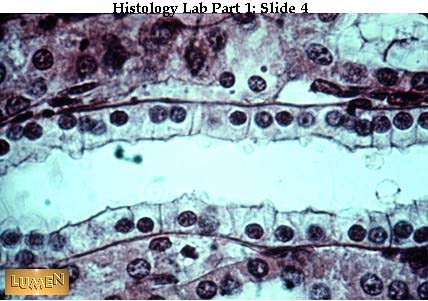 Histology Lab Part 1: Slide 4
LUMEN